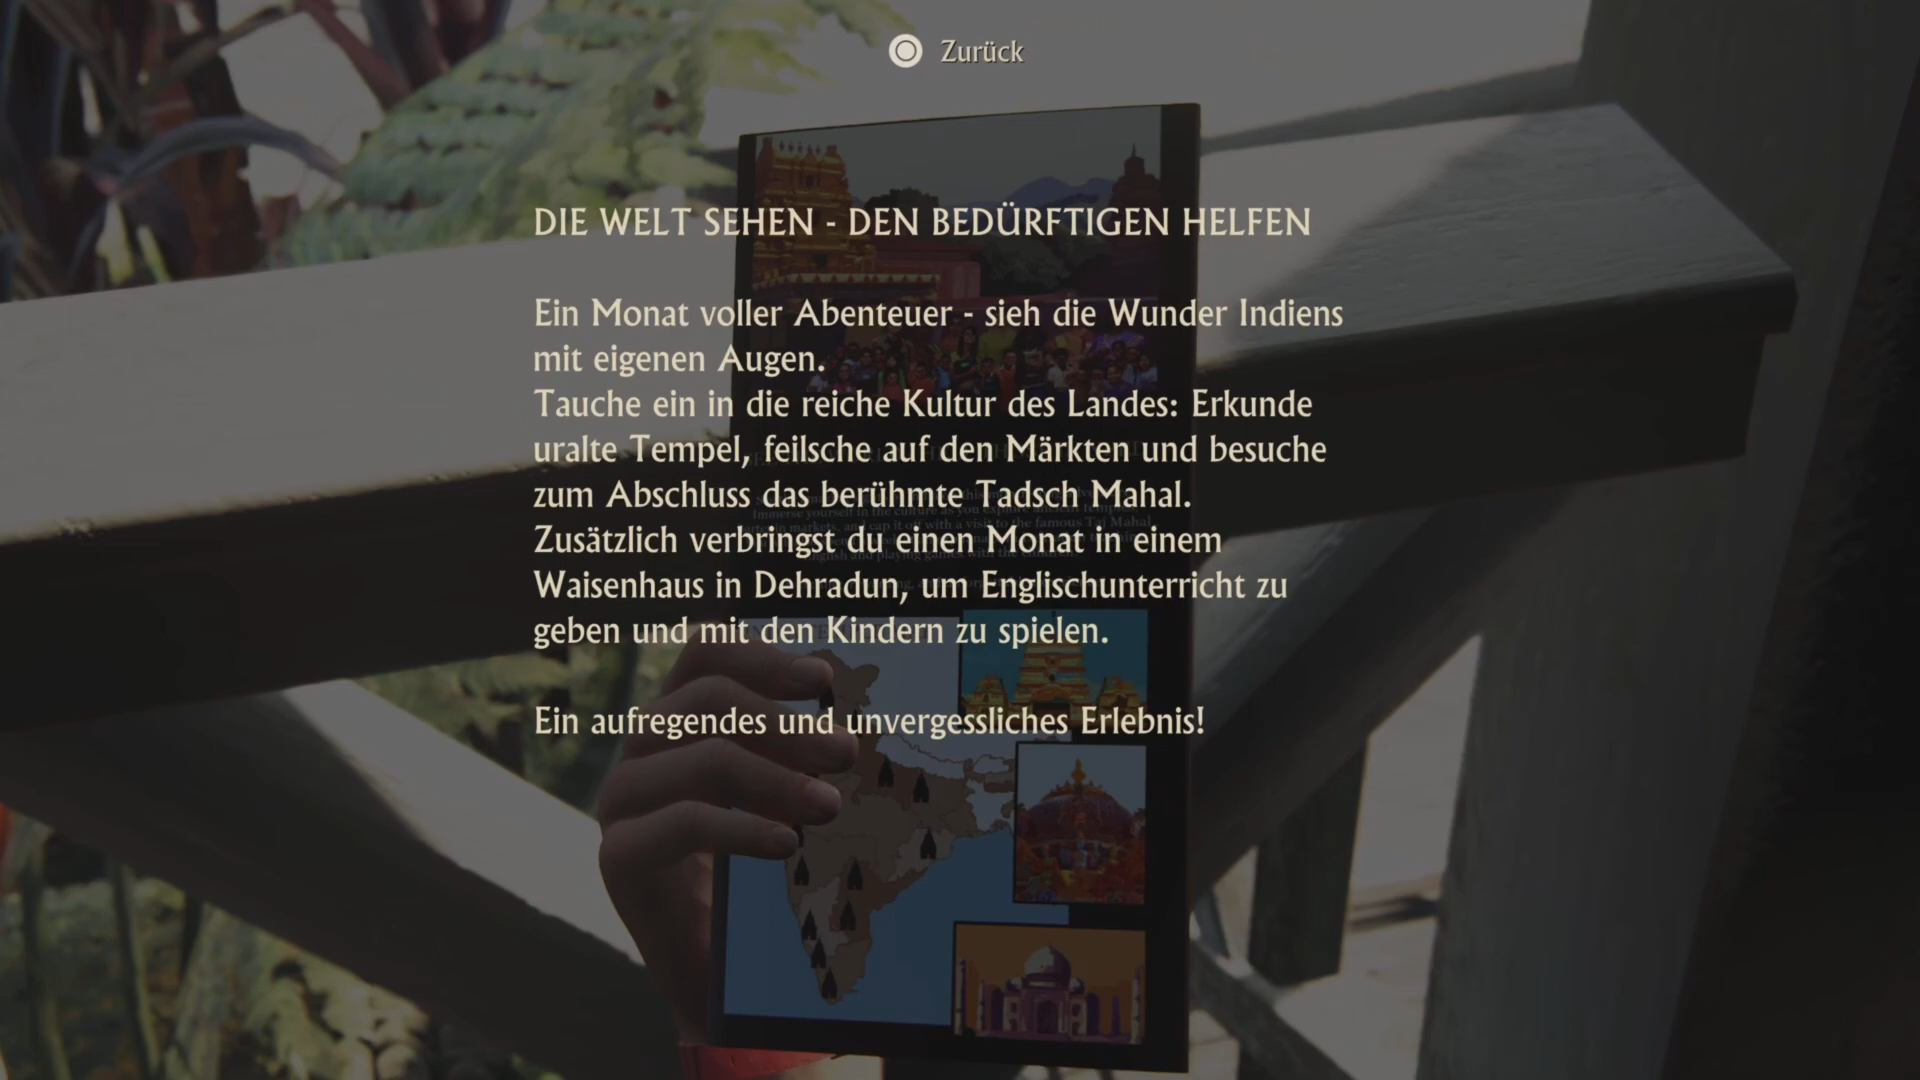 Zurück
DIE WELT SEHEN - DEN BEDÜRFTIGEN HELFEN
Ein Monat voller Abenteuer - sieh die Wunder Indiens
mit eigenen Augen.
Tauche ein in die reiche Kultur des Landes: Erkunde
uralte Tempel, feilsche auf den Märkten und besuche
zum Abschluss das berühmte Tadsch Mahal.
Zusätzlich verbringst du einen Monat in einem
Waisenhaus in Dehradun, um Englischunterricht zu
geben und mit den Kindern zu spielen.
Ein aufregendes und unvergessliches Erlebnis!